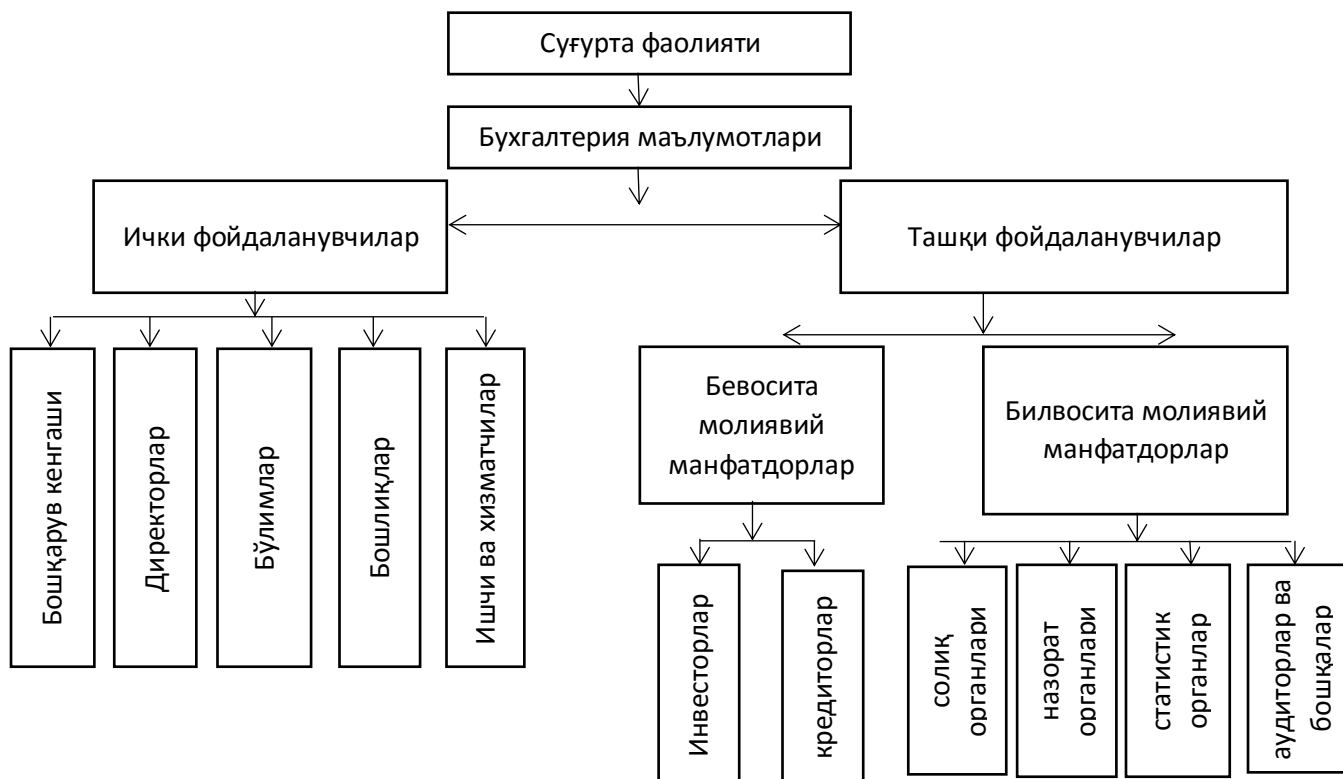 Суғурта фаолияти
Бухгалтерия маълумотлари
Ички фойдаланувчилар
Ташқи фойдаланувчилар
Бошқарув кенгаши
Директорлар
Бўлимлар
Бошлиқлар
Ишчи ва хизматчилар
Бевосита
молиявий
манфатдорлар
Билвосита молиявий
манфатдорлар
Инвесторлар
кредиторлар
солиқ
органлари
назорат
органлари
статистик
органлар
аудиторлар ва
бошқалар